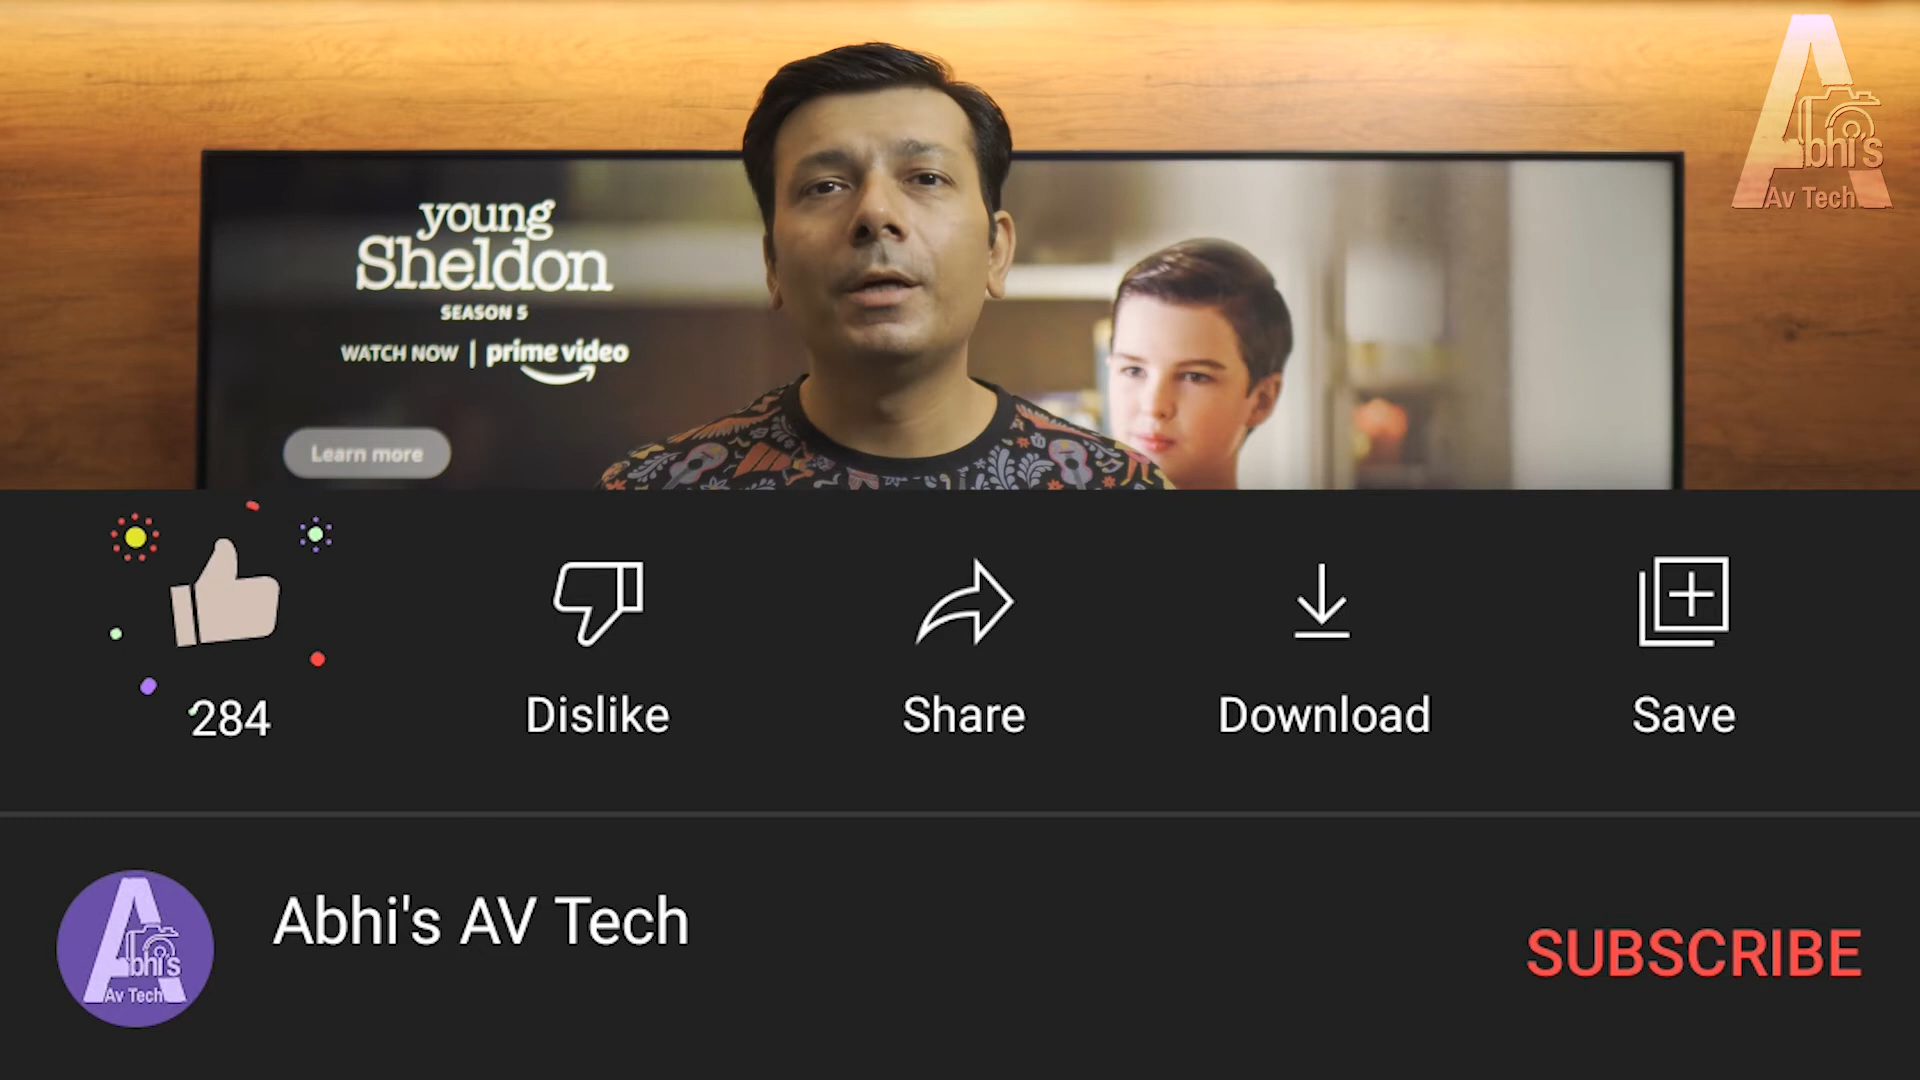 Abhi's
Av Tech
young
Sheldon
SEASON 5
WATCH NOW | prime video
Learn more
284
Dislike
Share
Download
Save
Abhi's AV Tech
SUBSCRIBE
Abhi's
Av Tech